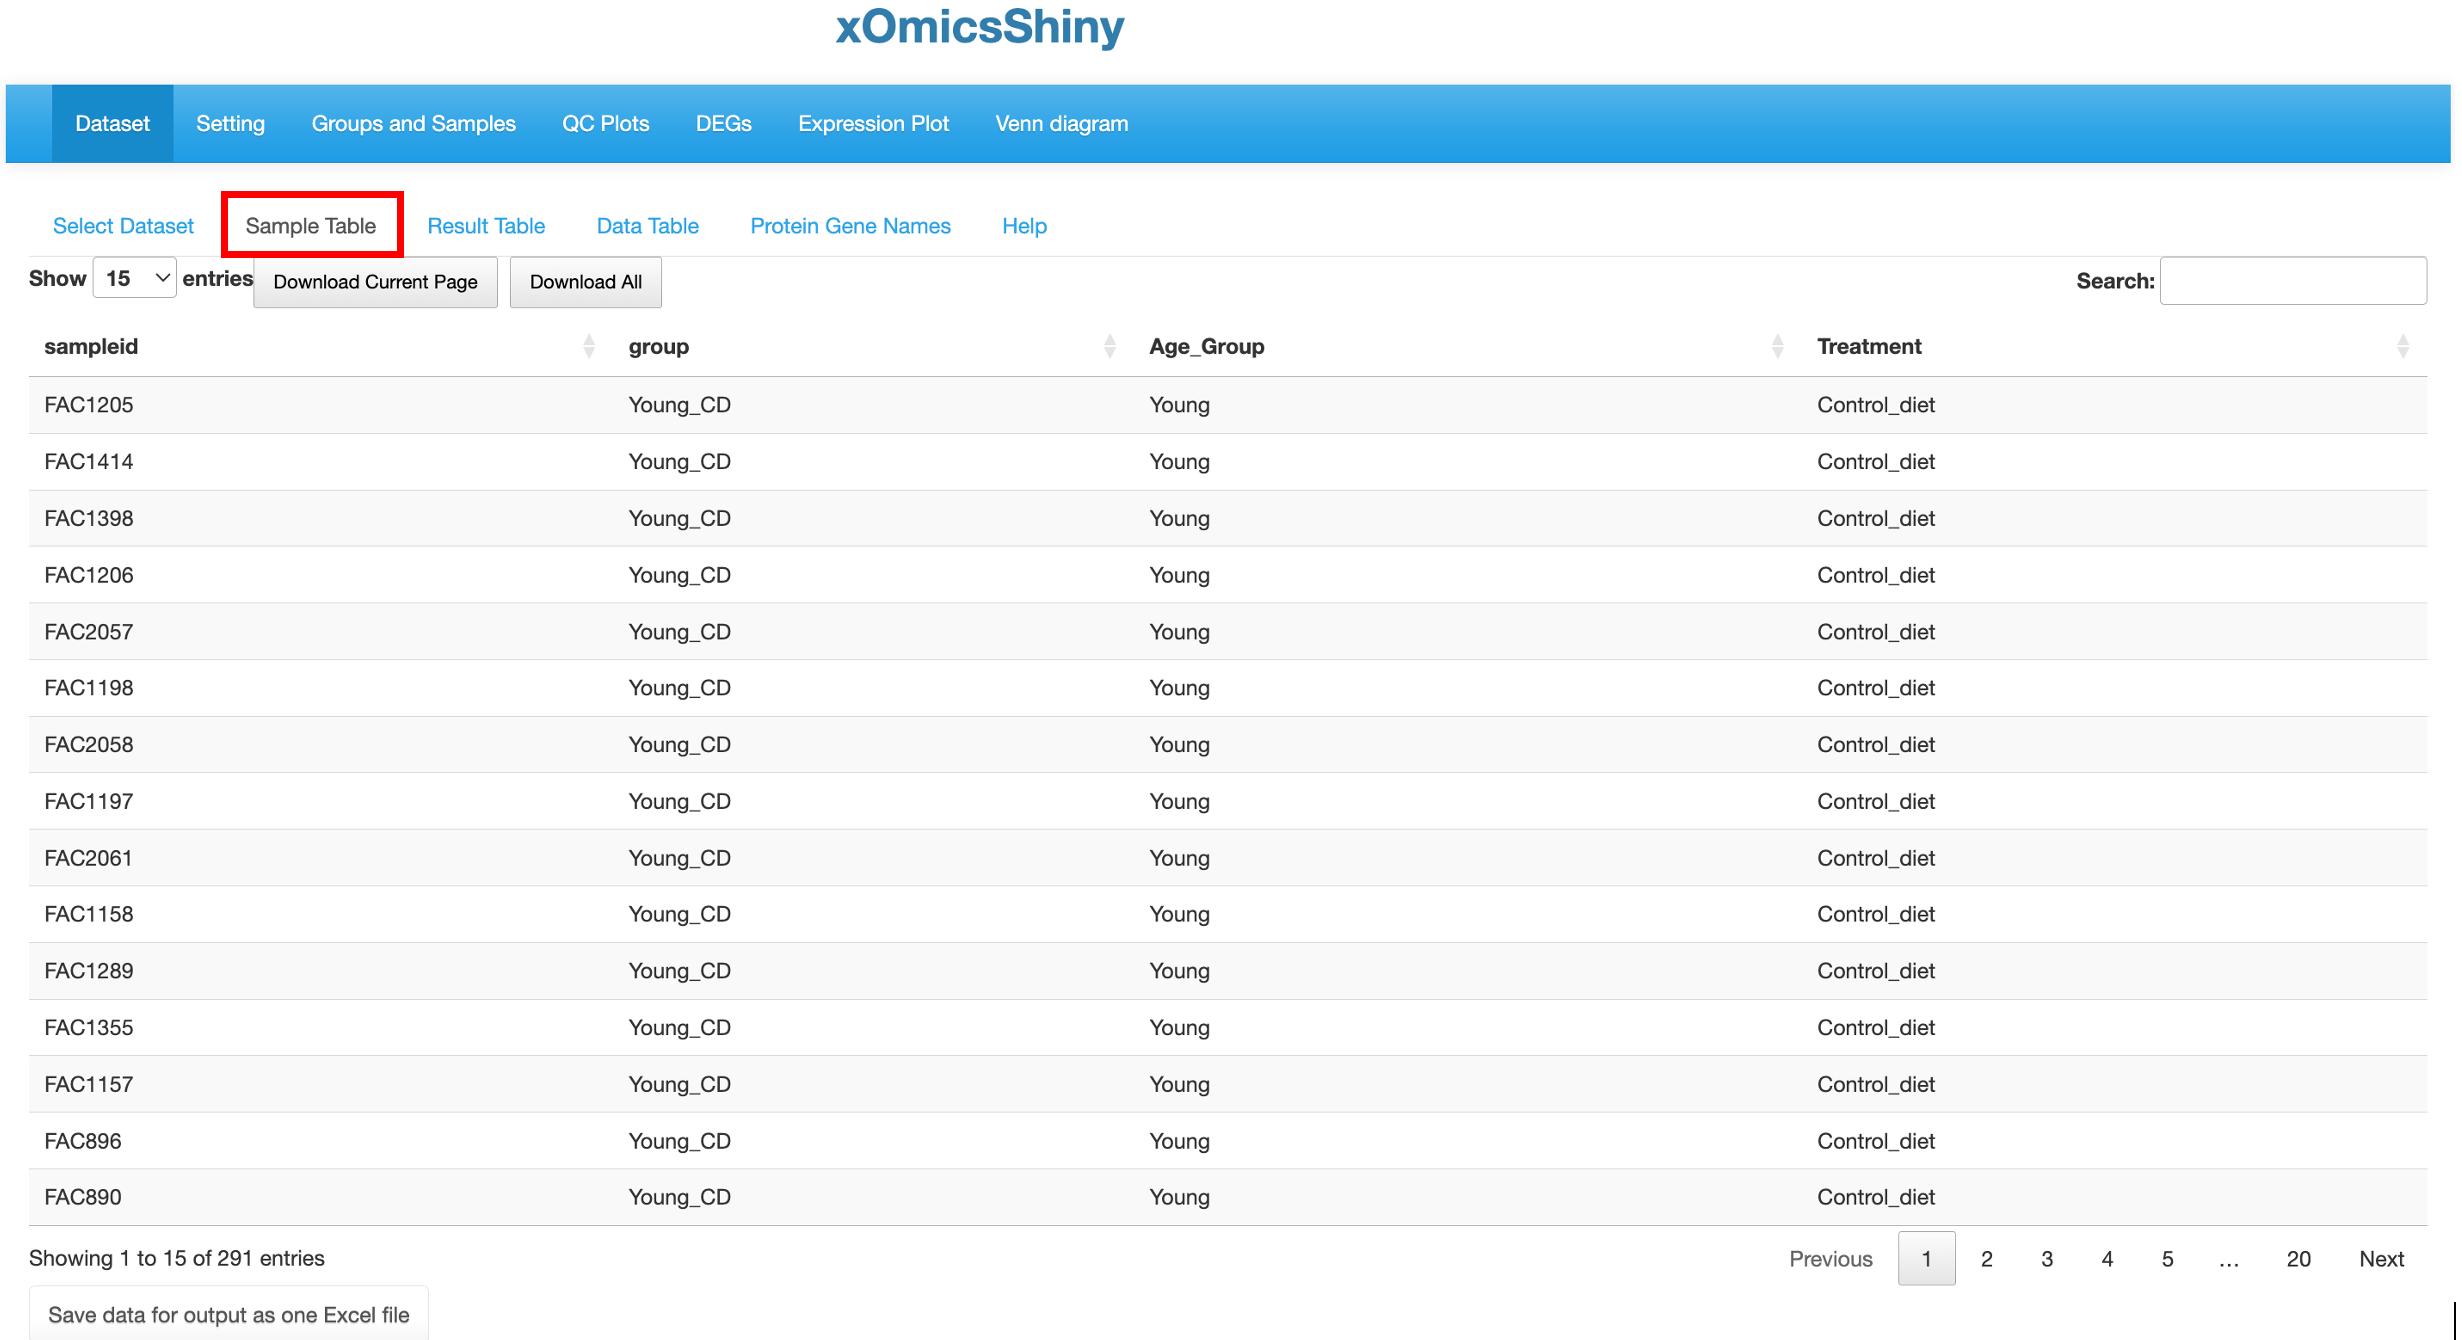 xOmicsShiny
Dataset Setting Groups and Samples QC Plots DEGs Expression Plot Venn diagram
Select Dataset Sample Table Result Table Data Table Protein Gene Names Help
Show 15 entries Download Current Page Download All Search:
sampleid group Age_Group Treatment
FAC1205 Young_CD Young Control_diet
FAC1414 Young_CD Young Control_diet
FAC1398 Young_CD Young Control_diet
FAC1206 Young_CD Young Control_diet
FAC2057 Young_CD Young Control_diet
FAC1198 Young_CD Young Control_diet
FAC2058 Young_CD Young Control_diet
FAC1197 Young_CD Young Control_diet
FAC2061 Young_CD Young Control_diet
FAC1158 Young_CD Young Control_diet
FAC1289 Young_CD Young Control_diet
FAC1355 Young_CD Young Control_diet
FAC1157 Young_CD Young Control_diet
FAC896 Young_CD Young Control_diet
FAC890 Young_CD Young Control_diet
Showing 1 to 15 of 291 entries Previous 1 2 3 4 5 … 20 Next
Save data for output as one Excel file